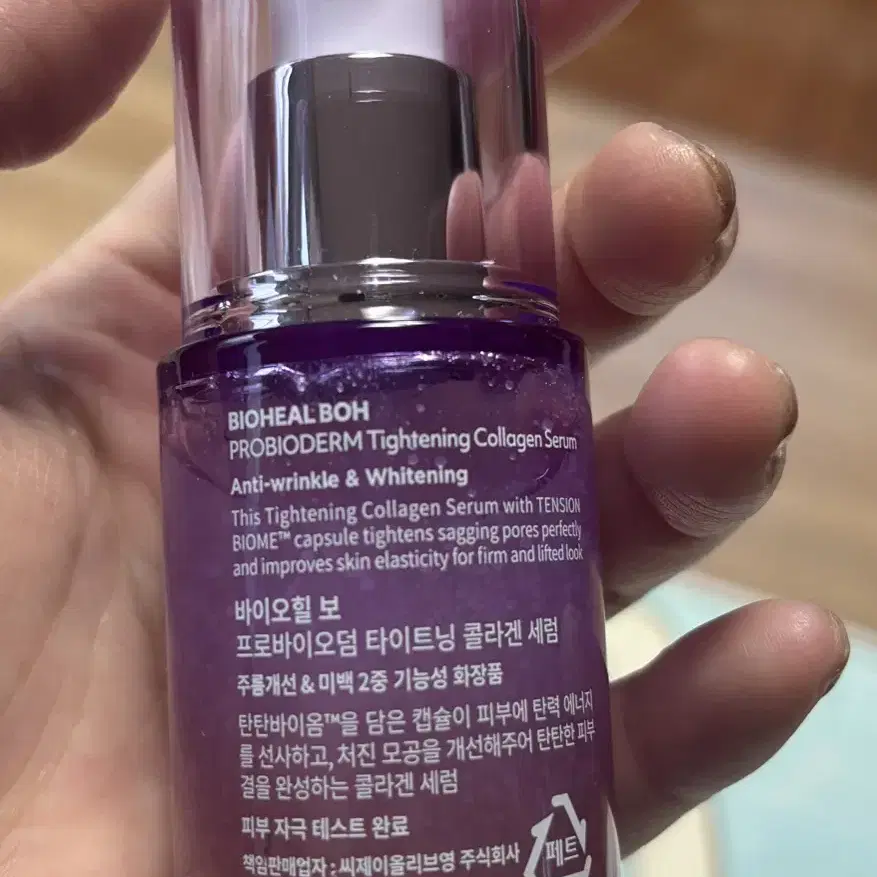 BIOHEAL BOH
PROBIODERM Tightening Collagen Serum
Anti-wrinkle & Whitening
This Tightening Collagen Serum with TENSION
BIOME™ capsule tightens sagging pores perfectly
and improves skin elasticity for firm and lifted look
바이오힐 보
프로바이오덤 타이트닝 콜라겐 세럼
주름개선 & 미백 2중 기능성 화장품
탄탄바이옴™을 담은 캡슐이 피부에 탄력 에너지
를 선사하고, 처진 모공을 개선해주어 탄탄한 피부
결을 완성하는 콜라겐 세럼
피부 자극 테스트 완료
책임판매업자 : 씨제이올리브영 주식회사
페트